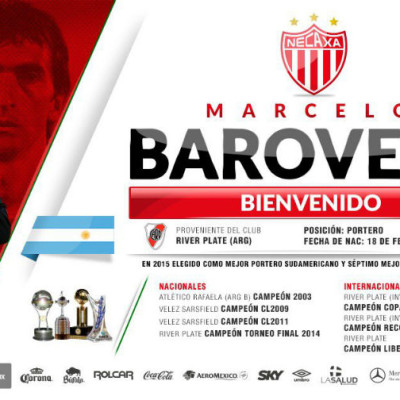 NECAXA
MARCELO
BAROVE
BIENVENIDO
PROVENIENTE DEL CLUB
RIVER PLATE (ARG)
POSICIÓN: PORTERO
FECHA DE NAC: 18 DE FE
EN 2015 ELEGIDO COMO MEJOR PORTERO SUDAMERICANO Y SÉPTIMO MEJO
NACIONALES
ATLÉTICO RAFAELA (ARG B) CAMPEÓN 2003
VELEZ SARSFIELD CAMPEÓN CL2009
VELEZ SARSFIELD CAMPEÓN CL2011
RIVER PLATE CAMPEÓN TORNEO FINAL 2014
INTERNACIONA
RIVER PLATE (INT
CAMPEÓN COPA
RIVER PLATE (INT
CAMPEÓN RECO
RIVER PLATE
CAMPEÓN LIBE
Corona
ROLCAR
Coca-Cola
AEROMEXICO
SKY
umbro
LA SALUD
Merced